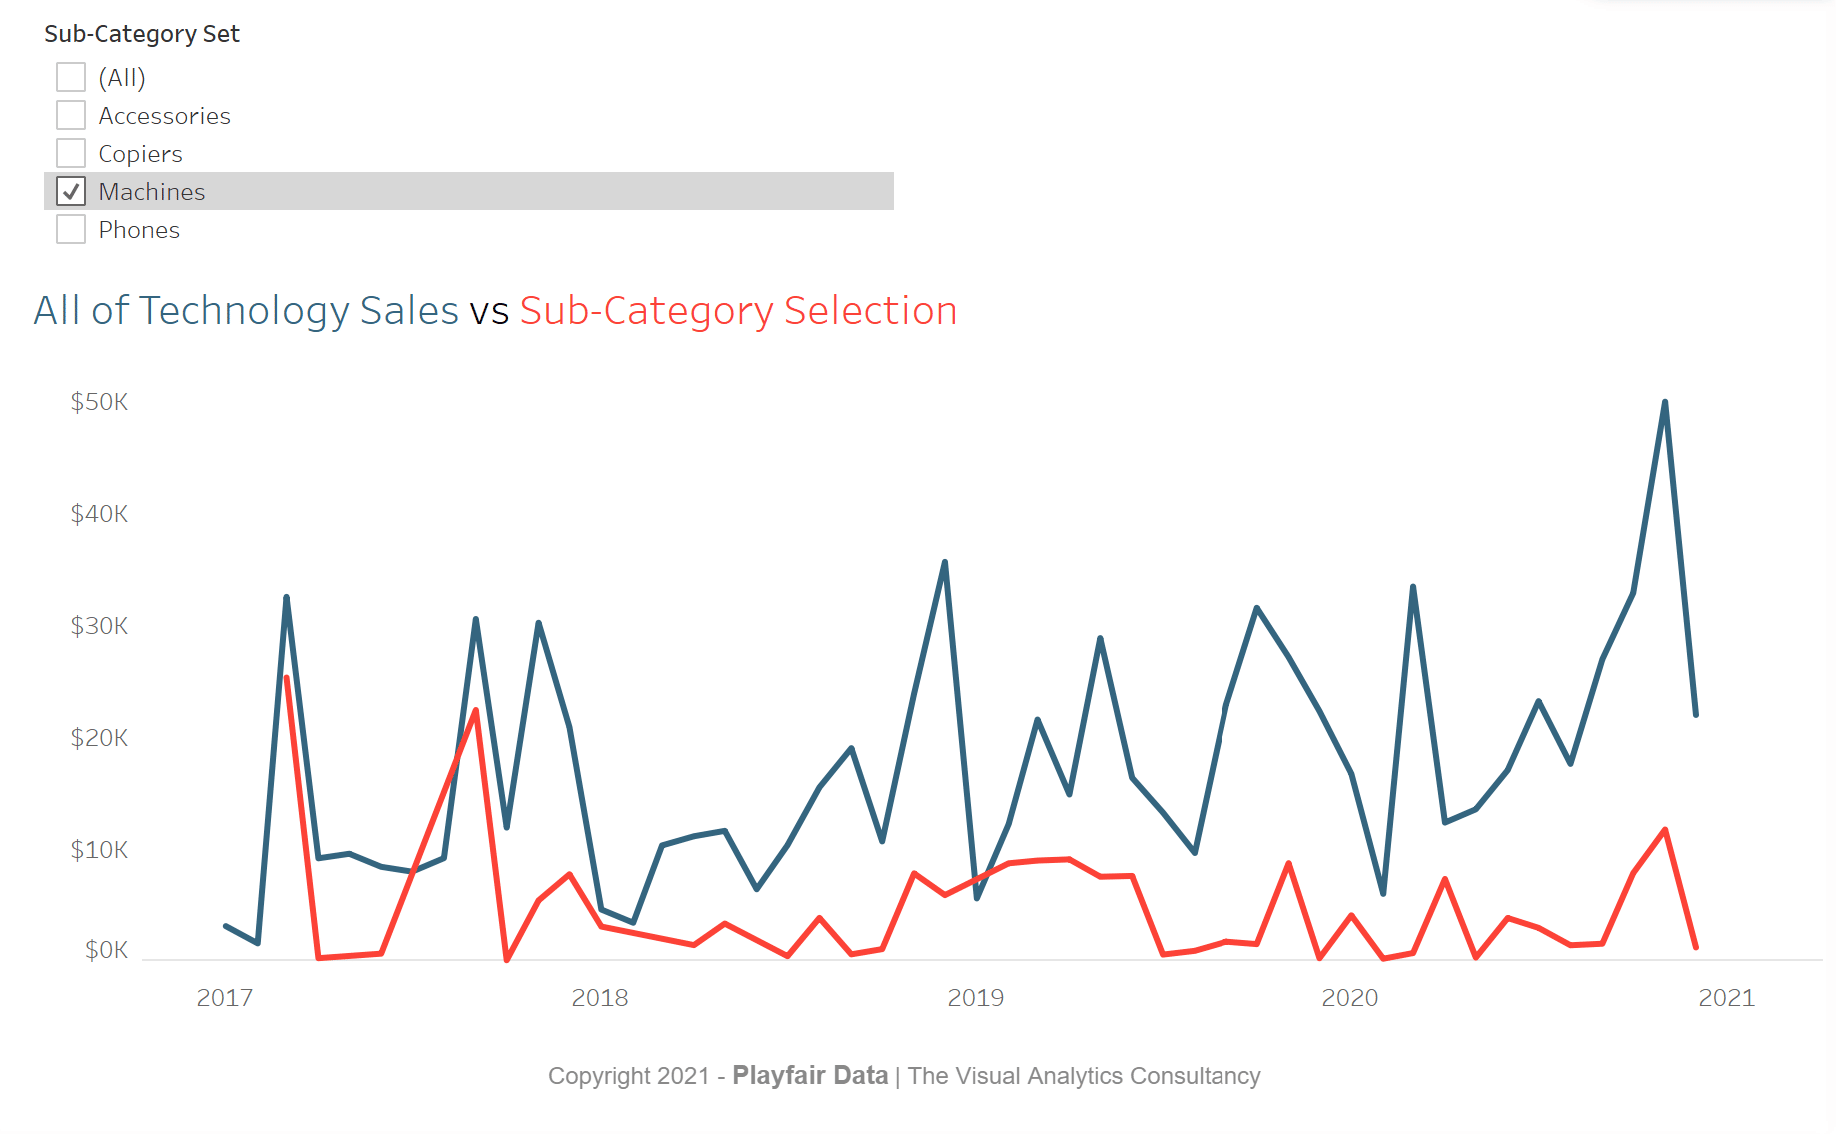 Sub-Category Set
(All)
Accessories
Copiers
Machines
Phones
All of Technology Sales vs Sub-Category Selection
$50K
$40K
$30K
$20K
$10K
$0K
2017 2018 2019 2020 2021
Copyright 2021 - Playfair Data | The Visual Analytics Consultancy